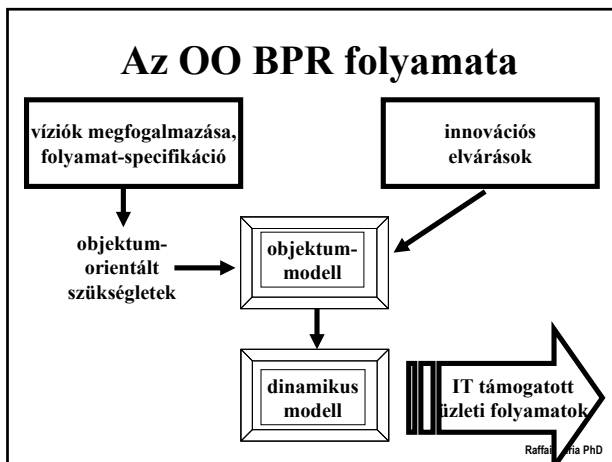 Az OO BPR folyamata
víziók megfogalmazása,
folyamat-specifikáció
innovációs
elvárások
objektum-
orientált
szükségletek
objektum-
modell
dinamikus
modell
IT támogatott
üzleti folyamatok
PhD